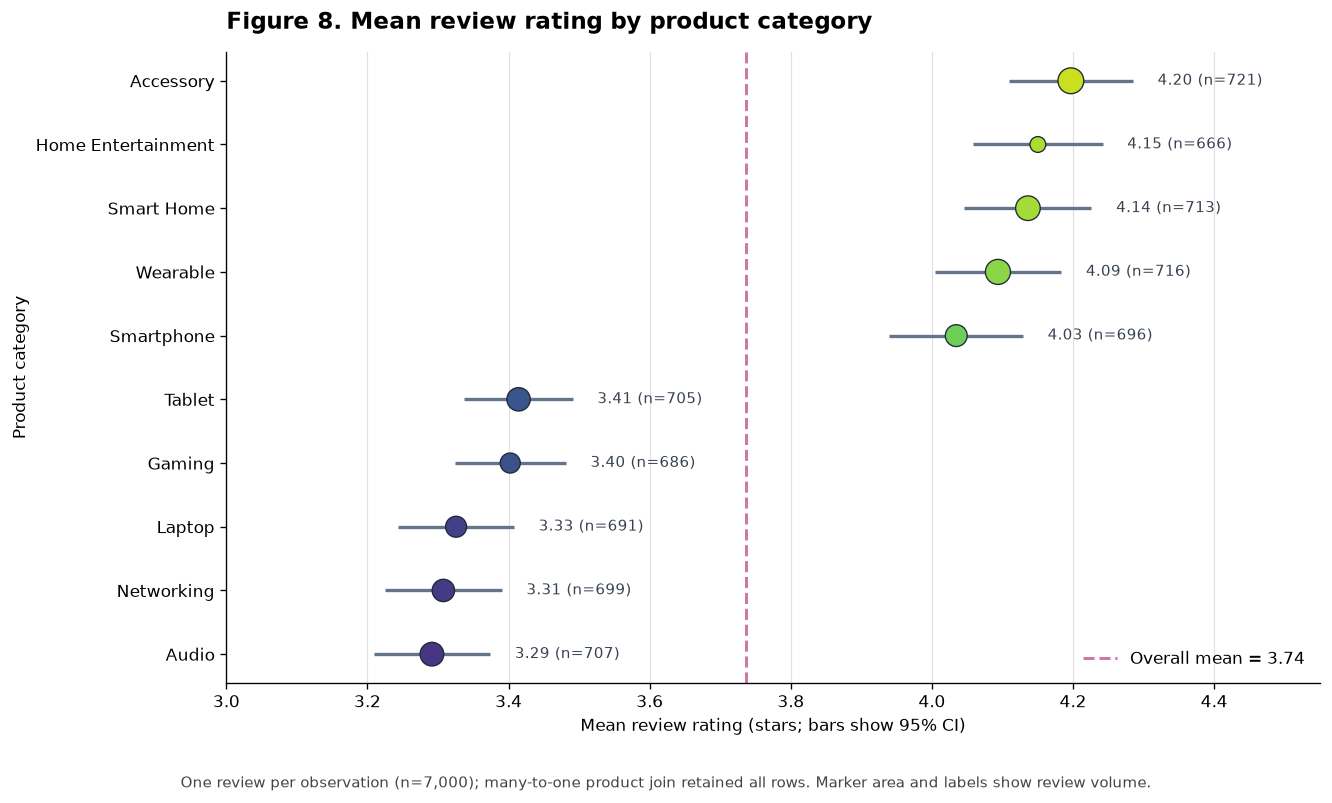 Figure 8. Mean review rating by product category
Product category
Accessory
4.20 (n=721)
Home Entertainment
4.15 (n=666)
Smart Home
4.14 (n=713)
Wearable
4.09 (n=716)
Smartphone
4.03 (n=696)
Tablet
3.41 (n=705)
Gaming
3.40 (n=686)
Laptop
3.33 (n=691)
Networking
3.31 (n=699)
Audio
3.29 (n=707)
Overall mean = 3.74
3.0 3.2 3.4 3.6 3.8 4.0 4.2 4.4
Mean review rating (stars; bars show 95% CI)
One review per observation (n=7,000); many-to-one product join retained all rows. Marker area and labels show review volume.